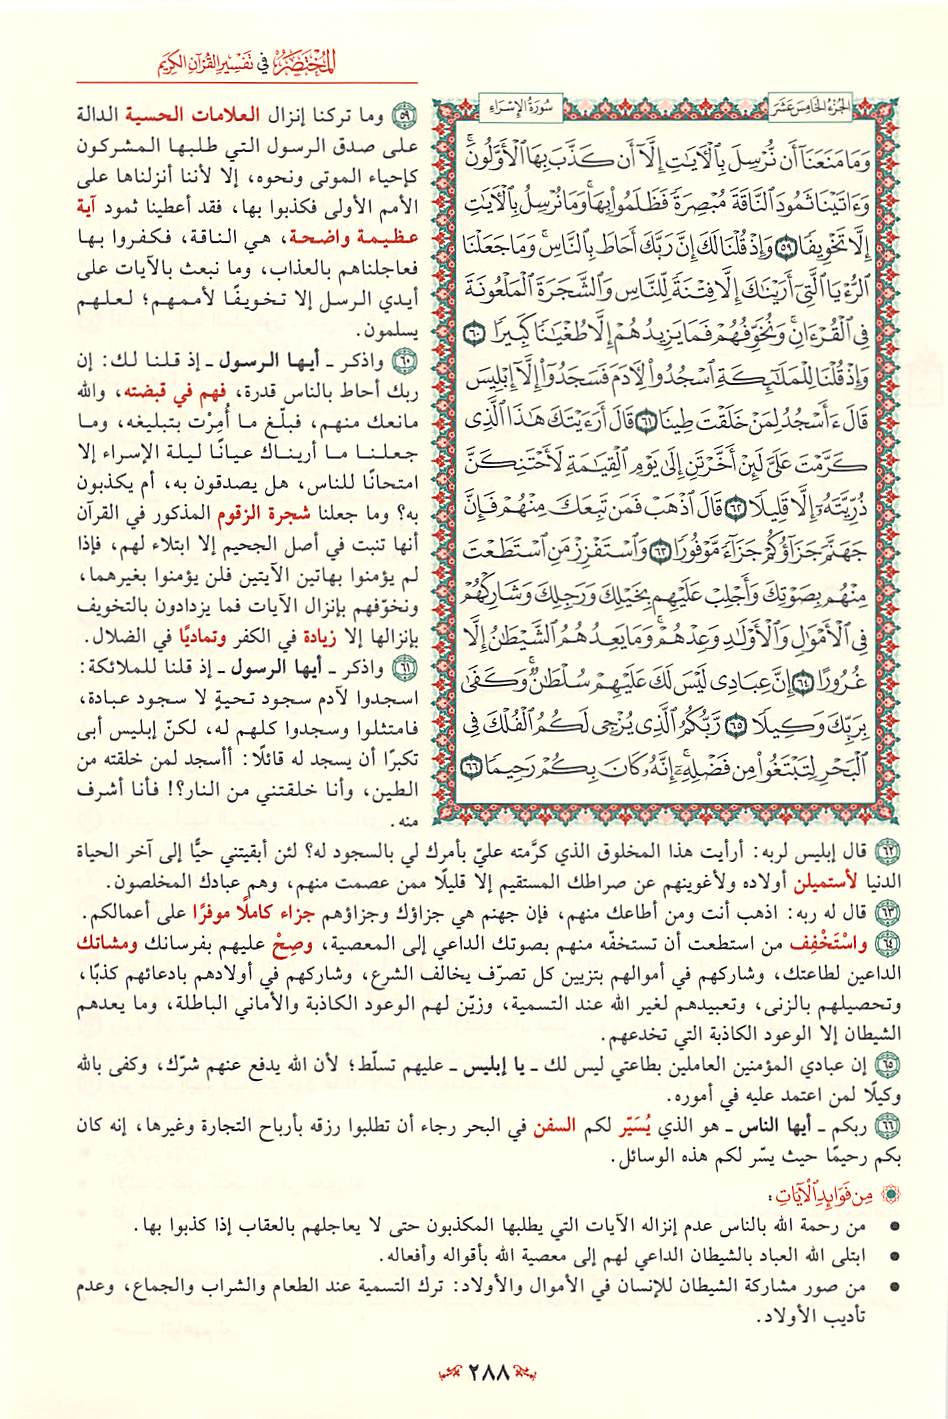 المختصر في تفسير القرآن الكريم
الجزء الخامس عشر
سورة الإسراء
وَمَا مَنَعَنَآ أَن نُّرْسِلَ بِٱلْأٓيَٰتِ إِلَّآ أَن كَذَّبَ بِهَا ٱلْأَوَّلُونَۚ
وَءَاتَيْنَا ثَمُودَ ٱلنَّاقَةَ مُبْصِرَةً فَظَلَمُوا۟ بِهَاۚ وَمَا نُرْسِلُ بِٱلْأٓيَٰتِ
إِلَّا تَخْوِيفًا ٥٩ وَإِذْ قُلْنَا لَكَ إِنَّ رَبَّكَ أَحَاطَ بِٱلنَّاسِۚ وَمَا جَعَلْنَا
ٱلرُّءْيَا ٱلَّتِىٓ أَرَيْنَٰكَ إِلَّا فِتْنَةً لِّلنَّاسِ وَٱلشَّجَرَةَ ٱلْمَلْعُونَةَ
فِى ٱلْقُرْءَانِۚ وَنُخَوِّفُهُمْ فَمَا يَزِيدُهُمْ إِلَّا طُغْيَٰنًا كَبِيرًا ٦٠
وَإِذْ قُلْنَا لِلْمَلَٰٓئِكَةِ ٱسْجُدُوا۟ لِأٓدَمَ فَسَجَدُوٓا۟ إِلَّآ إِبْلِيسَ
قَالَ ءَأَسْجُدُ لِمَنْ خَلَقْتَ طِينًا ٦١ قَالَ أَرَءَيْتَكَ هَٰذَا ٱلَّذِى
كَرَّمْتَ عَلَىَّ لَئِنْ أَخَّرْتَنِ إِلَىٰ يَوْمِ ٱلْقِيَٰمَةِ لَأَحْتَنِكَنَّ
ذُرِّيَّتَهُۥٓ إِلَّا قَلِيلًا ٦٢ قَالَ ٱذْهَبْ فَمَن تَبِعَكَ مِنْهُمْ فَإِنَّ
جَهَنَّمَ جَزَآؤُكُمْ جَزَآءً مَّوْفُورًا ٦٣ وَٱسْتَفْزِزْ مَنِ ٱسْتَطَعْتَ
مِنْهُم بِصَوْتِكَ وَأَجْلِبْ عَلَيْهِم بِخَيْلِكَ وَرَجِلِكَ وَشَارِكْهُمْ
فِى ٱلْأَمْوَٰلِ وَٱلْأَوْلَٰدِ وَعِدْهُمْۚ وَمَا يَعِدُهُمُ ٱلشَّيْطَٰنُ إِلَّا
غُرُورًا ٦٤ إِنَّ عِبَادِى لَيْسَ لَكَ عَلَيْهِمْ سُلْطَٰنٌۚ وَكَفَىٰ
بِرَبِّكَ وَكِيلًا ٦٥ رَّبُّكُمُ ٱلَّذِى يُزْجِى لَكُمُ ٱلْفُلْكَ فِى
ٱلْبَحْرِ لِتَبْتَغُوا۟ مِن فَضْلِهِۦٓۚ إِنَّهُۥ كَانَ بِكُمْ رَحِيمًا ٦٦
٥٩ وما تركنا إنزال العلامات الحسية الدالة
على صدق الرسول التي طلبها المشركون
كإحياء الموتى ونحوه، إلا لأننا أنزلناها على
الأمم الأولى فكذبوا بها، فقد أعطينا ثمود آية
عظيمة واضحة، هي الناقة، فكفروا بها
فعاجلناهم بالعذاب، وما نبعث بالآيات على
أيدي الرسل إلا تخويفًا لأممهم؛ لعلهم
يسلمون.
٦٠ واذكر ـ أيها الرسول ـ إذ قلنا لك: إن
ربك أحاط بالناس قدرة، فهم في قبضته، والله
مانعك منهم، فبلّغ ما أُمِرْت بتبليغه، وما
جعلنا ما أريناك عيانًا ليلة الإسراء إلا
امتحانًا للناس، هل يصدقون به، أم يكذبون
به؟ وما جعلنا شجرة الزقوم المذكور في القرآن
أنها تنبت في أصل الجحيم إلا ابتلاء لهم، فإذا
لم يؤمنوا بهاتين الآيتين فلن يؤمنوا بغيرهما،
ونخوّفهم بإنزال الآيات فما يزدادون بالتخويف
بإنزالها إلا زيادة في الكفر وتماديًا في الضلال.
٦١ واذكر ـ أيها الرسول ـ إذ قلنا للملائكة:
اسجدوا لآدم سجود تحيةٍ لا سجود عبادة،
فامتثلوا وسجدوا كلهم له، لكنّ إبليس أبى
تكبرًا أن يسجد له قائلًا: أأسجد لمن خلقته من
الطين، وأنا خلقتني من النار؟! فأنا أشرف
منه.
٦٢ قال إبليس لربه: أرأيت هذا المخلوق الذي كرَّمته عليّ بأمرك لي بالسجود له؟ لئن أبقيتني حيًّا إلى آخر الحياة
الدنيا لأستميلن أولاده ولأغوينهم عن صراطك المستقيم إلا قليلًا ممن عصمت منهم، وهم عبادك المخلصون.
٦٣ قال له ربه: اذهب أنت ومن أطاعك منهم، فإن جهنم هي جزاؤك وجزاؤهم جزاء كاملًا موفرًا على أعمالكم.
٦٤ واسْتَخْفِف من استطعت أن تستخفّه منهم بصوتك الداعي إلى المعصية، وصِحْ عليهم بفرسانك ومشاتك
الداعين لطاعتك، وشاركهم في أموالهم بتزيين كل تصرّف يخالف الشرع، وشاركهم في أولادهم بادعائهم كذبًا،
وتحصيلهم بالزنى، وتعبيدهم لغير الله عند التسمية، وزيّن لهم الوعود الكاذبة والأماني الباطلة، وما يعدهم
الشيطان إلا الوعود الكاذبة التي تخدعهم.
٦٥ إن عبادي المؤمنين العاملين بطاعتي ليس لك ـ يا إبليس ـ عليهم تسلّط؛ لأن الله يدفع عنهم شرّك، وكفى بالله
وكيلًا لمن اعتمد عليه في أموره.
٦٦ ربكم ـ أيها الناس ـ هو الذي يُسَيّر لكم السفن في البحر رجاء أن تطلبوا رزقه بأرباح التجارة وغيرها، إنه كان
بكم رحيمًا حيث يسّر لكم هذه الوسائل.
من فوائد الآيات:
• من رحمة الله بالناس عدم إنزاله الآيات التي يطلبها المكذبون حتى لا يعاجلهم بالعقاب إذا كذبوا بها.
• ابتلى الله العباد بالشيطان الداعي لهم إلى معصية الله بأقواله وأفعاله.
• من صور مشاركة الشيطان للإنسان في الأموال والأولاد: ترك التسمية عند الطعام والشراب والجماع، وعدم
تأديب الأولاد.
٢٨٨